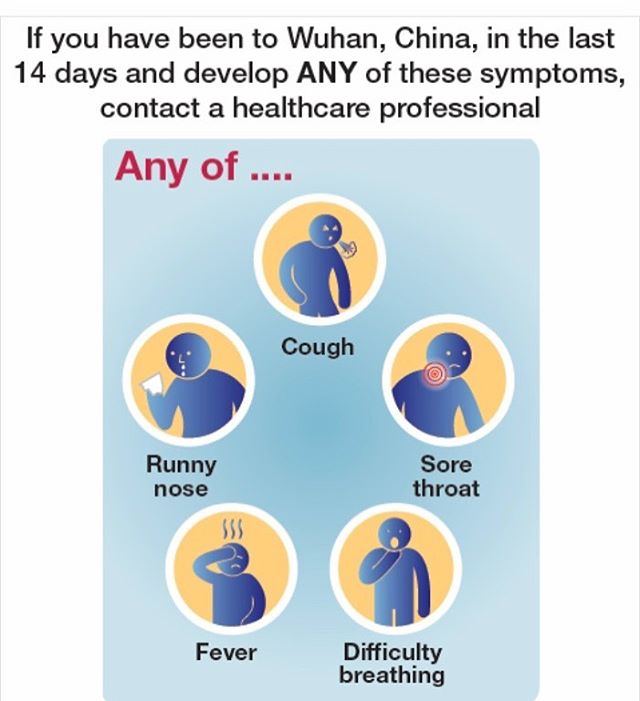 If you have been to Wuhan, China, in the last
14 days and develop ANY of these symptoms,
contact a healthcare professional
Any of ....
Cough
Runny
nose
Sore
throat
Fever
Difficulty
breathing